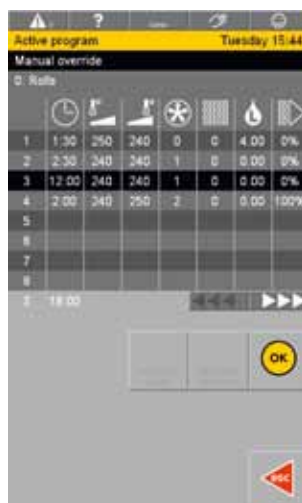 ?
Active program Tuesday 15:44
Manual override
0: Rolls
1 1:30 250 240 0 0 4.00 0%
2 2:30 240 240 1 0 0.00 0%
3 12:00 240 240 1 0 0.00 0%
4 2:00 240 250 2 0 0.00 100%
5
6
7
8
18:00
OK
esc